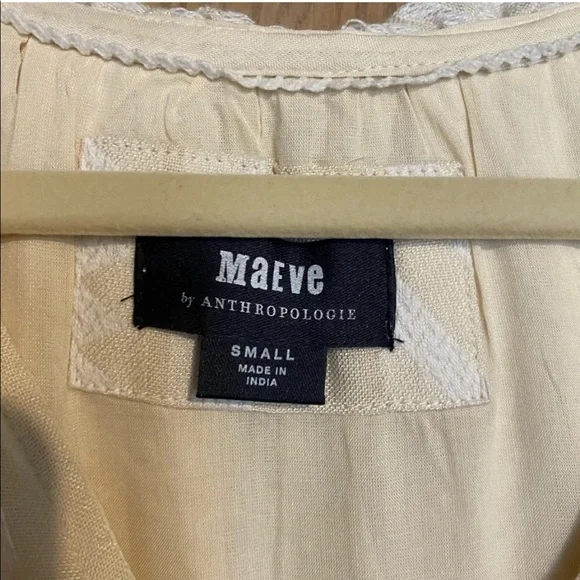 MaEve
by ANTHROPOLOGIE
SMALL
MADE IN
INDIA